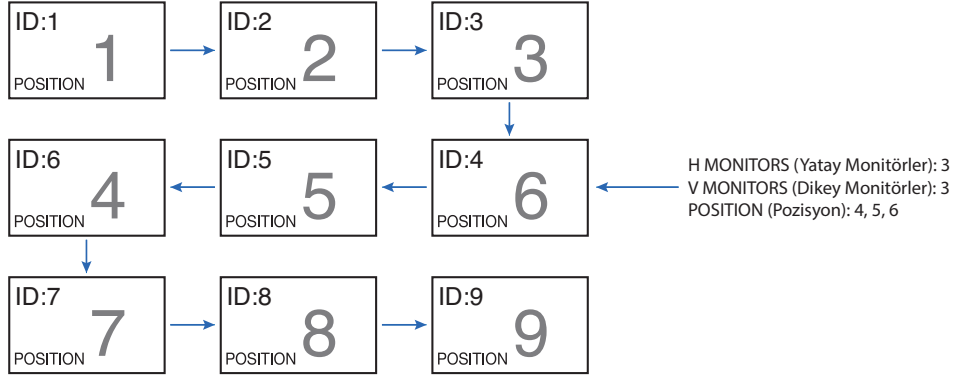 ID:1
POSITION 1
ID:2
POSITION 2
ID:3
POSITION 3
ID:6
POSITION 4
ID:5
POSITION 5
ID:4
POSITION 6
H MONITORS (Yatay Monitörler): 3
V MONITORS (Dikey Monitörler): 3
POSITION (Pozisyon): 4, 5, 6
ID:7
POSITION 7
ID:8
POSITION 8
ID:9
POSITION 9